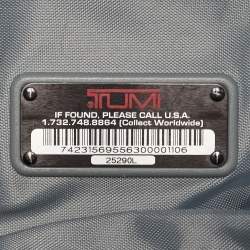 TUMI
IF FOUND, PLEASE CALL U.S.A.
1.732.748.8864 (Collect Worldwide)
74231569556300001106
25290L